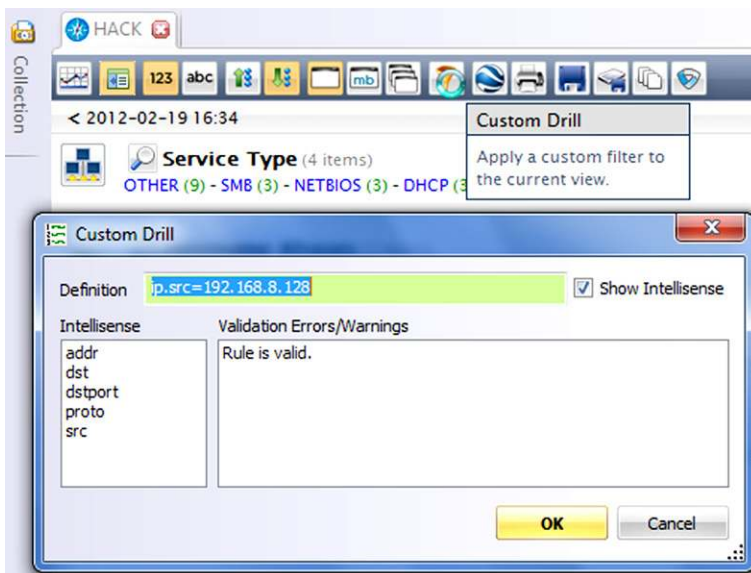 Collection
HACK
123 abc mb
< 2012-02-19 16:34
Custom Drill
Apply a custom filter to
the current view.
Service Type (4 items)
OTHER (9) - SMB (3) - NETBIOS (3) - DHCP (3
Custom Drill
Definition
ip.src=192.168.8.128
Show Intellisense
Intellisense
Validation Errors/Warnings
addr
dst
dstport
proto
src
Rule is valid.
OK
Cancel